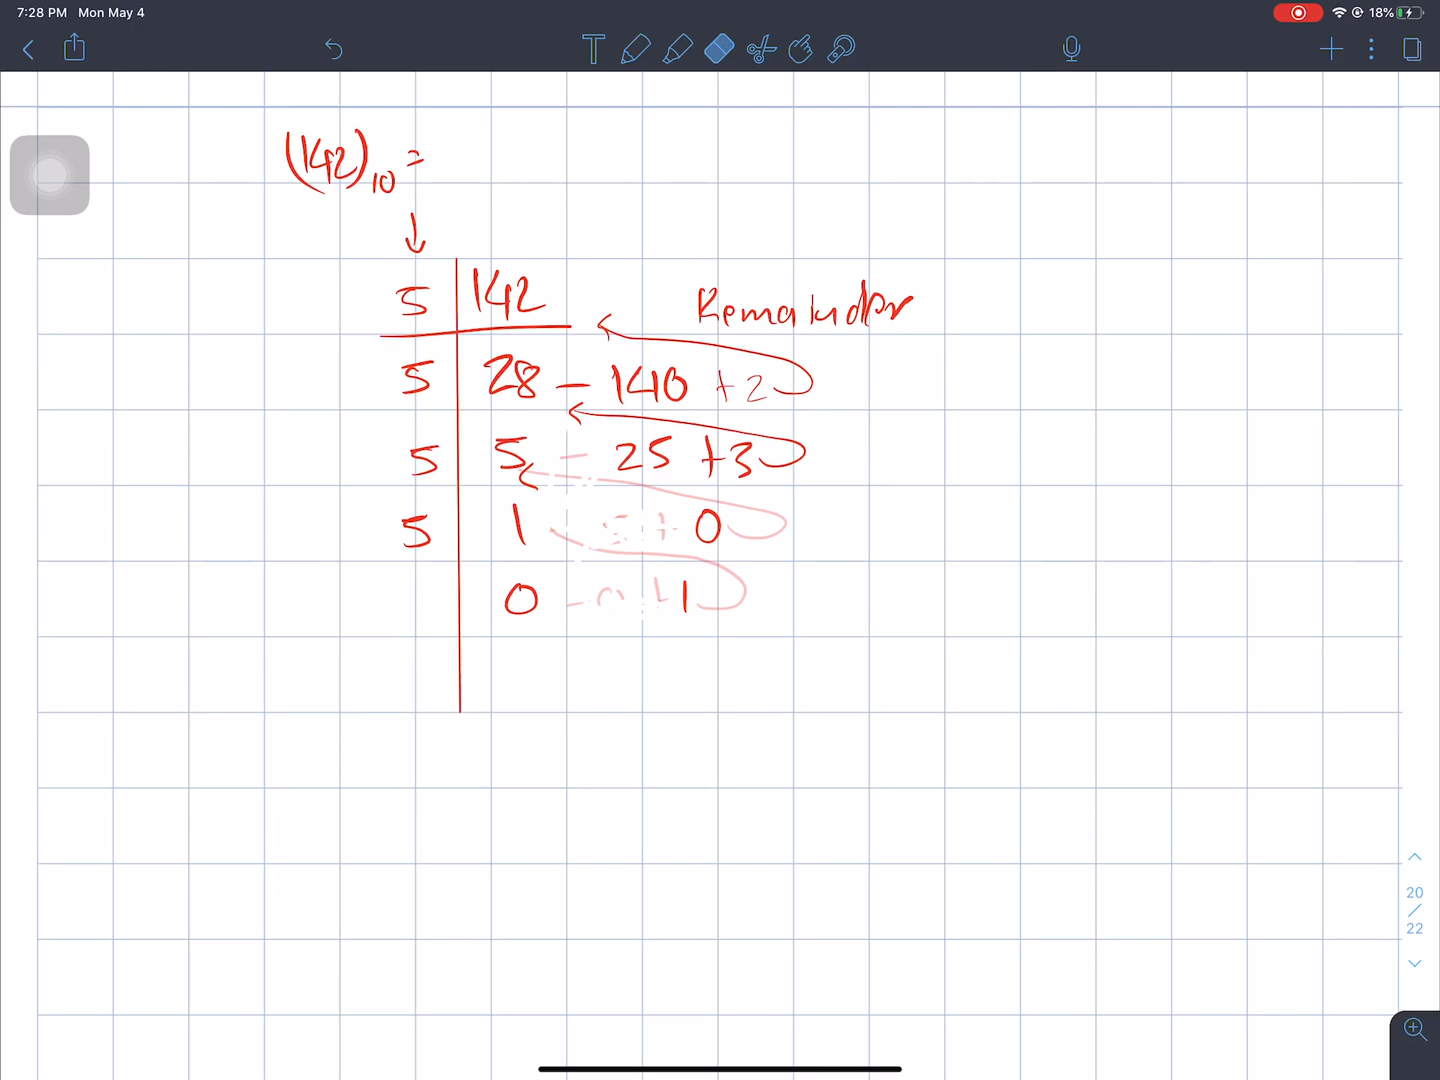 7:28 PM Mon May 4
18%
(142)10 =
5 142
Remainder
5 28 – 140 +2
5 5 – 25 +3
5 1 0
0 – 0 + 1
20
/
22